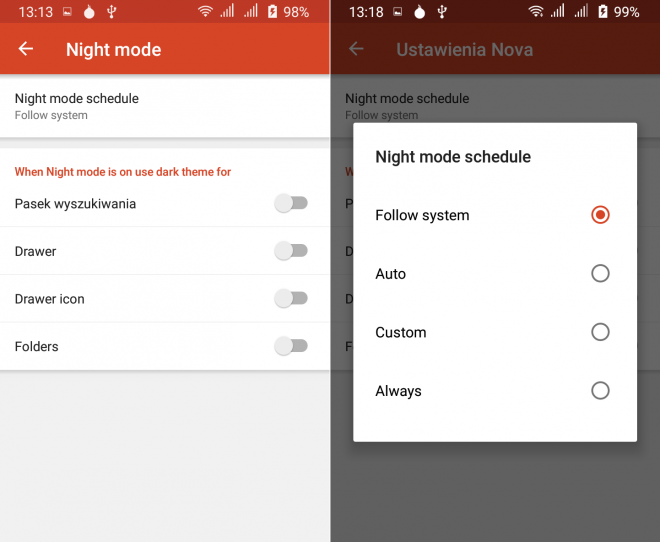 13:13 98%
Night mode
Night mode schedule
Follow system
When Night mode is on use dark theme for
Pasek wyszukiwania
Drawer
Drawer icon
Folders
13:18 99%
Ustawienia Nova
Night mode schedule
Follow system
W
P
D
D
F
Night mode schedule
Follow system
Auto
Custom
Always